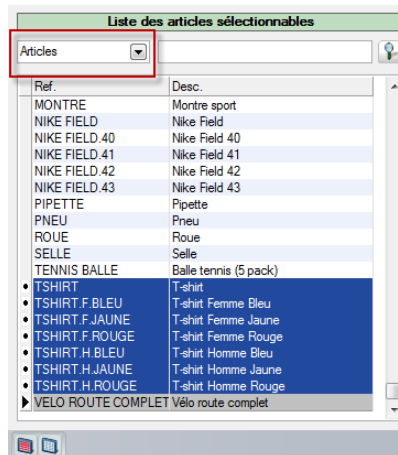 Liste des articles sélectionnables
Articles
Ref. Desc.
MONTRE Montre sport
NIKE FIELD Nike Field
NIKE FIELD.40 Nike Field 40
NIKE FIELD.41 Nike Field 41
NIKE FIELD.42 Nike Field 42
NIKE FIELD.43 Nike Field 43
PIPETTE Pipette
PNEU Pneu
ROUE Roue
SELLE Selle
TENNIS BALLE Balle tennis (5 pack)
TSHIRT T-shirt
TSHIRT.F.BLEU T-shirt Femme Bleu
TSHIRT.F.JAUNE T-shirt Femme Jaune
TSHIRT.F.ROUGE T-shirt Femme Rouge
TSHIRT.H.BLEU T-shirt Homme Bleu
TSHIRT.H.JAUNE T-shirt Homme Jaune
TSHIRT.H.ROUGE T-shirt Homme Rouge
VELO ROUTE COMPLET Vélo route complet